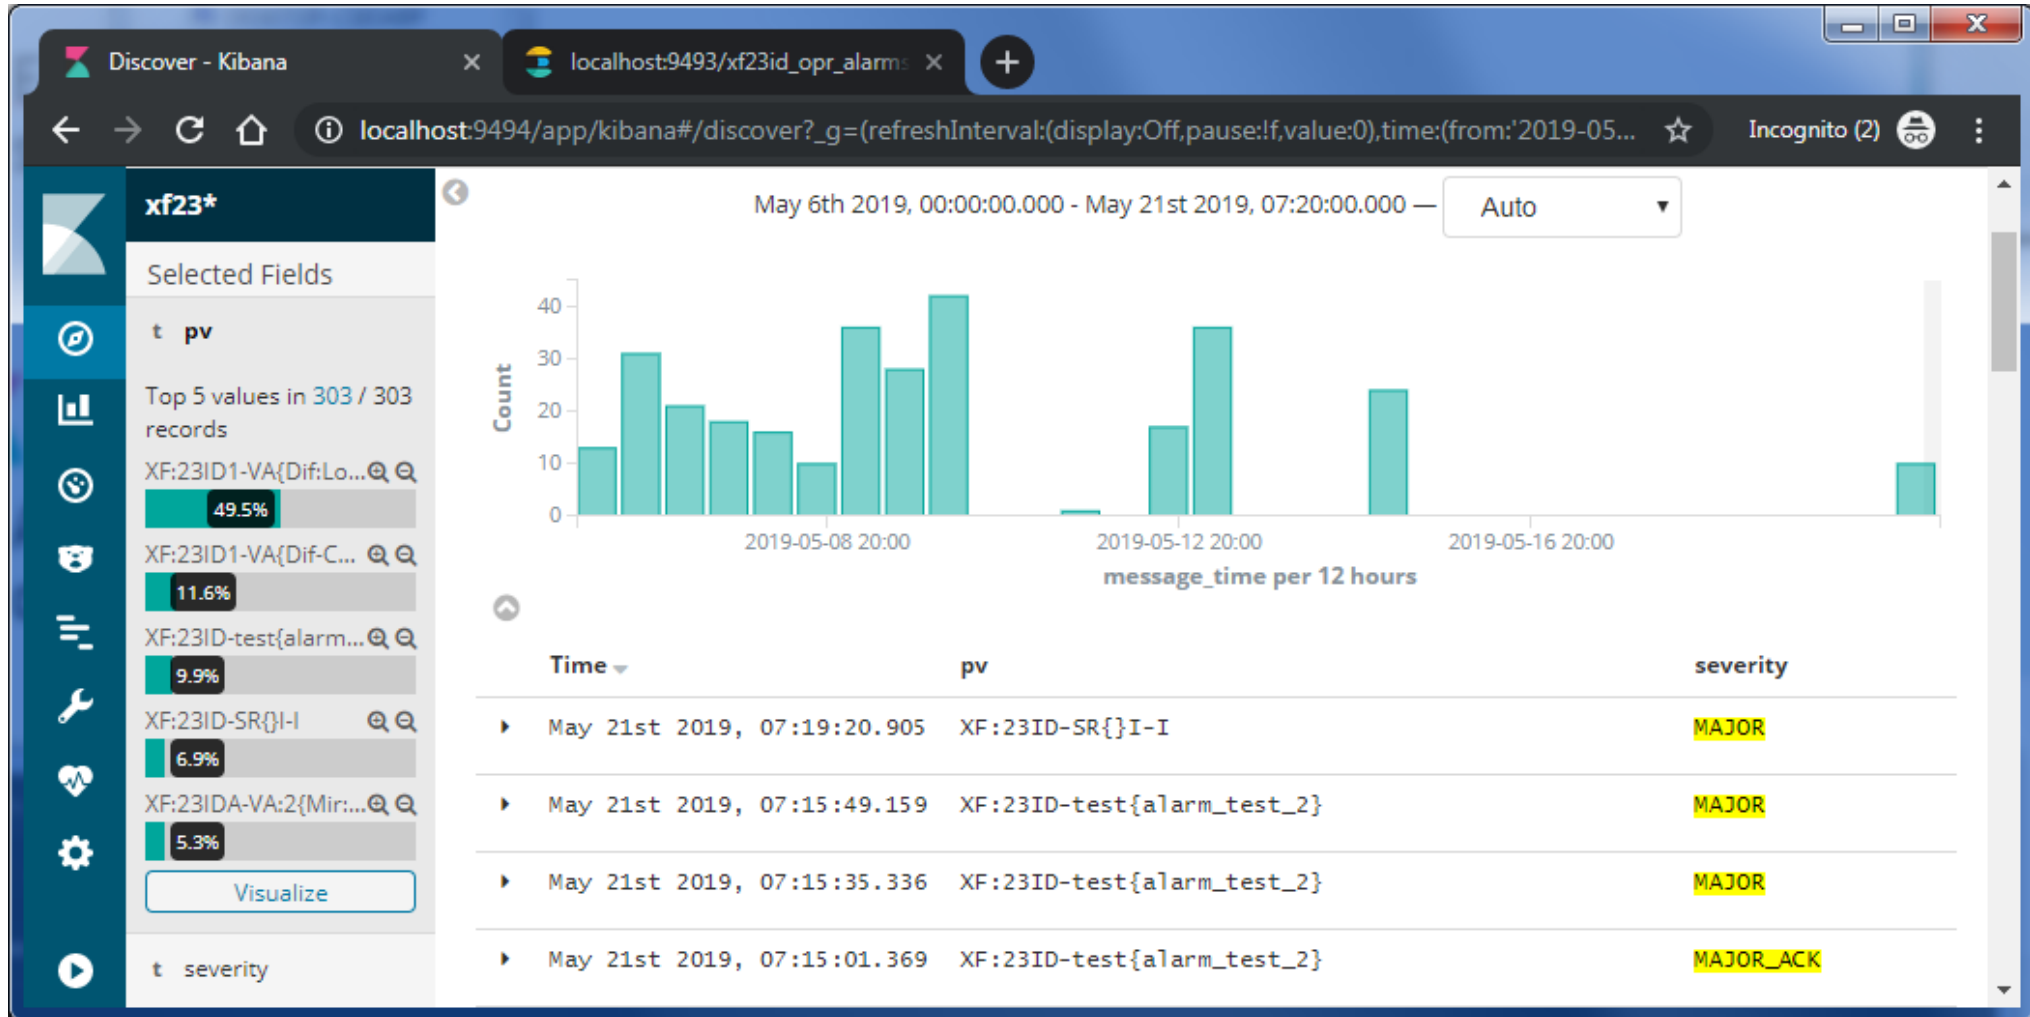 Discover - Kibana
localhost:9493/xf23id_opr_alarms
localhost:9494/app/kibana#/discover?_g=(refreshInterval:(display:Off,pause:!f,value:0),time:(from:'2019-05...
Incognito (2)
xf23*
Selected Fields
t pv
Top 5 values in 303 / 303
records
XF:23ID1-VA{Dif:Lo...
49.5%
XF:23ID1-VA{Dif-C...
11.6%
XF:23ID-test{alarm...
9.9%
XF:23ID-SR{}I-I
6.9%
XF:23IDA-VA:2{Mir:...
5.3%
Visualize
t severity
May 6th 2019, 00:00:00.000 - May 21st 2019, 07:20:00.000 — Auto
Count
40
30
20
10
0
2019-05-08 20:00 2019-05-12 20:00 2019-05-16 20:00
message_time per 12 hours
Time pv severity
May 21st 2019, 07:19:20.905 XF:23ID-SR{}I-I MAJOR
May 21st 2019, 07:15:49.159 XF:23ID-test{alarm_test_2} MAJOR
May 21st 2019, 07:15:35.336 XF:23ID-test{alarm_test_2} MAJOR
May 21st 2019, 07:15:01.369 XF:23ID-test{alarm_test_2} MAJOR_ACK